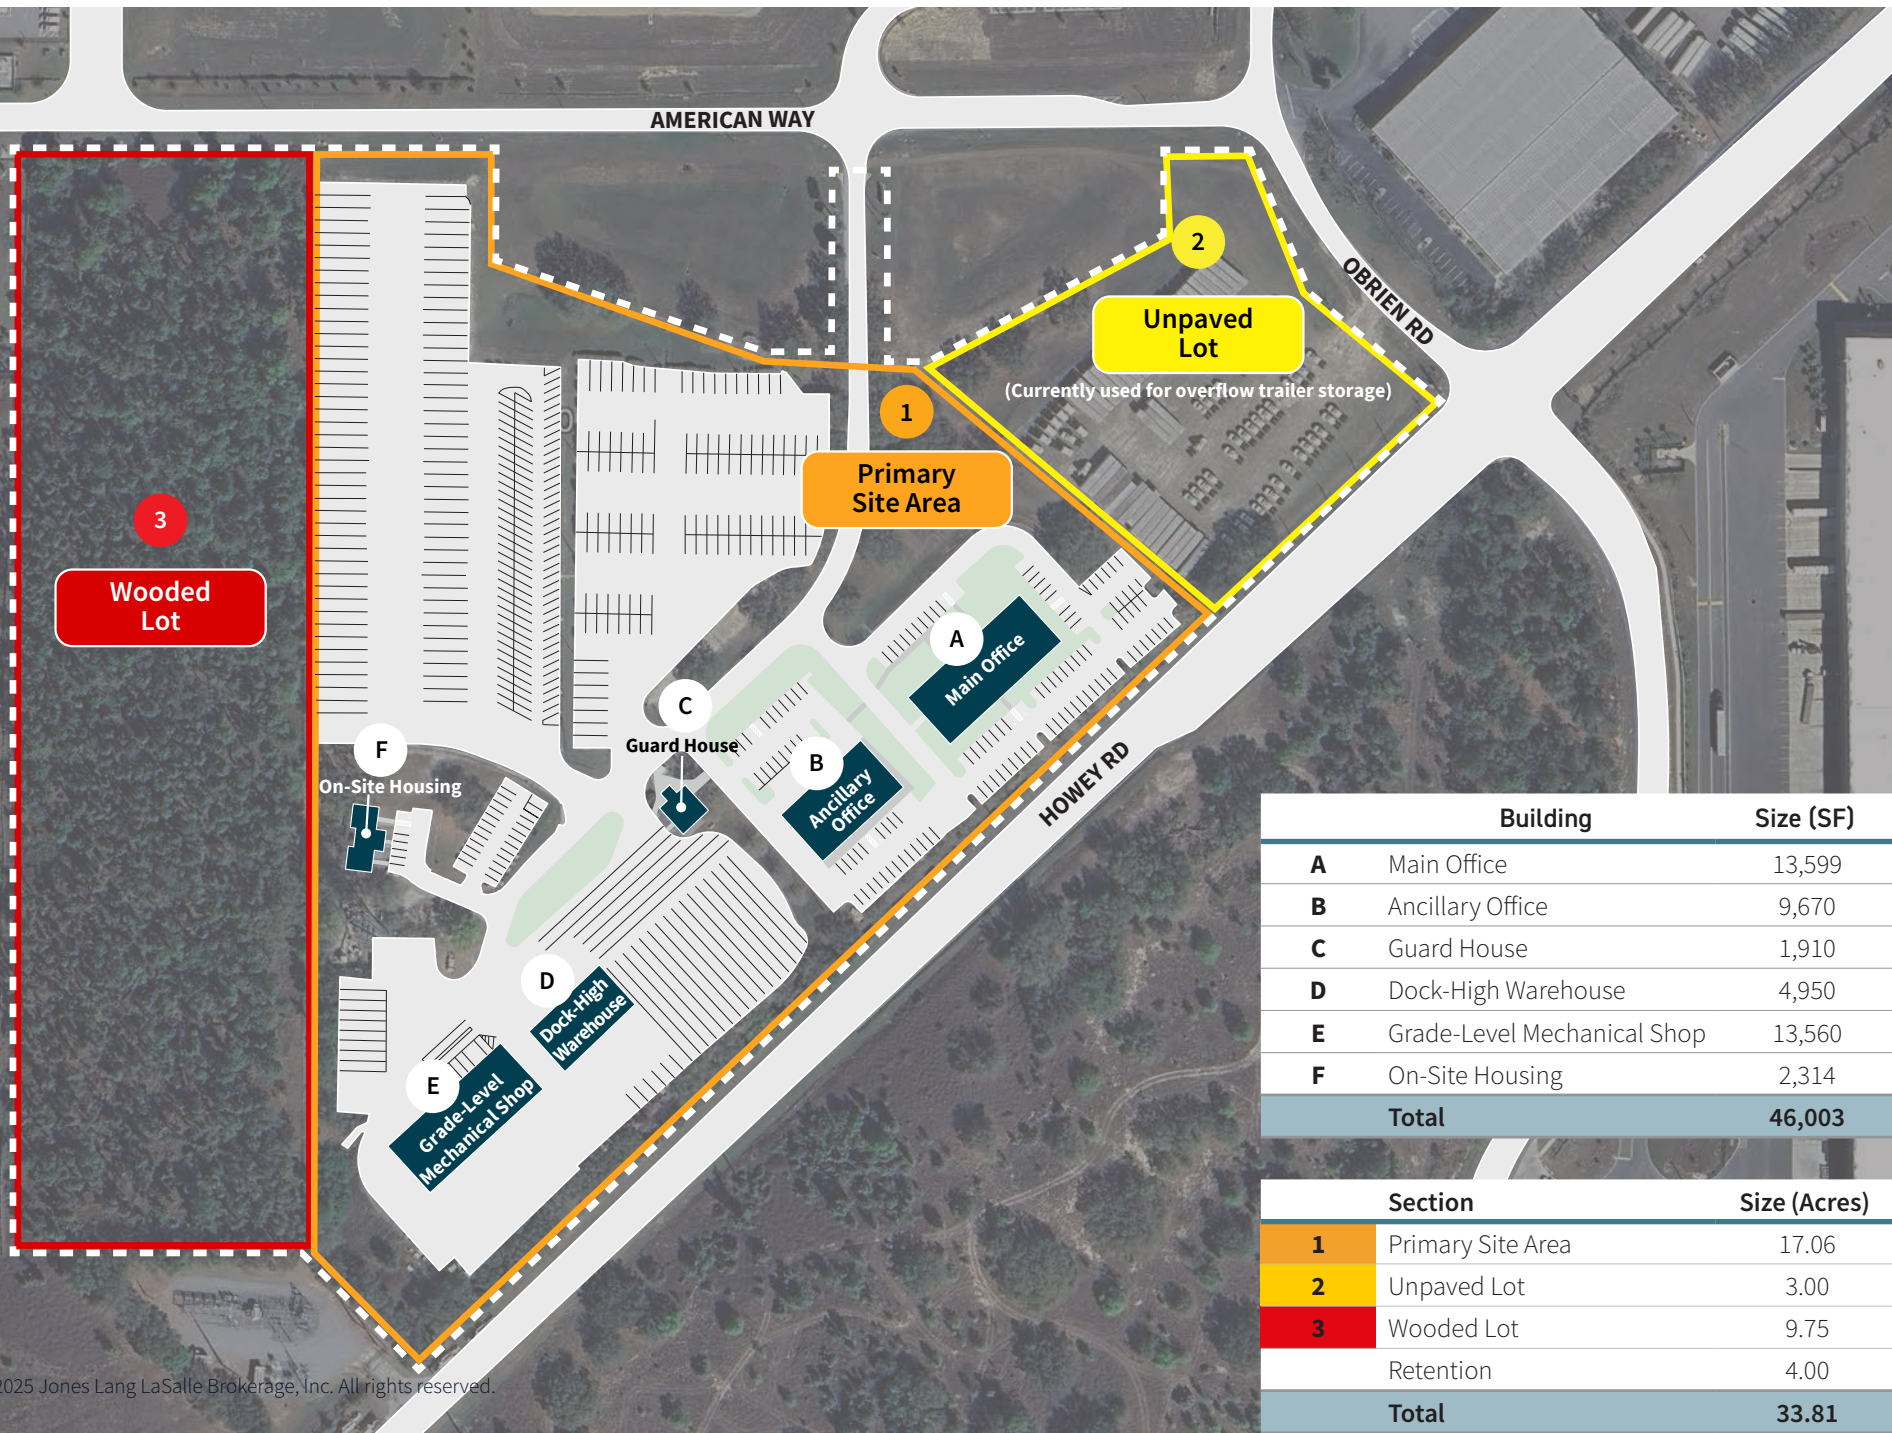 AMERICAN WAY
OBRIEN RD
HOWEY RD
2
Unpaved
Lot
(Currently used for overflow trailer storage)
1
Primary
Site Area
3
Wooded
Lot
A
Main Office
B
Ancillary
Office
C
Guard House
F
On-Site Housing
D
Dock-High
Warehouse
E
Grade-Level
Mechanical Shop
Building Size (SF)
A Main Office 13,599
B Ancillary Office 9,670
C Guard House 1,910
D Dock-High Warehouse 4,950
E Grade-Level Mechanical Shop 13,560
F On-Site Housing 2,314
Total 46,003
Section Size (Acres)
1 Primary Site Area 17.06
2 Unpaved Lot 3.00
3 Wooded Lot 9.75
Retention 4.00
Total 33.81
2025 Jones Lang LaSalle Brokerage, Inc. All rights reserved.